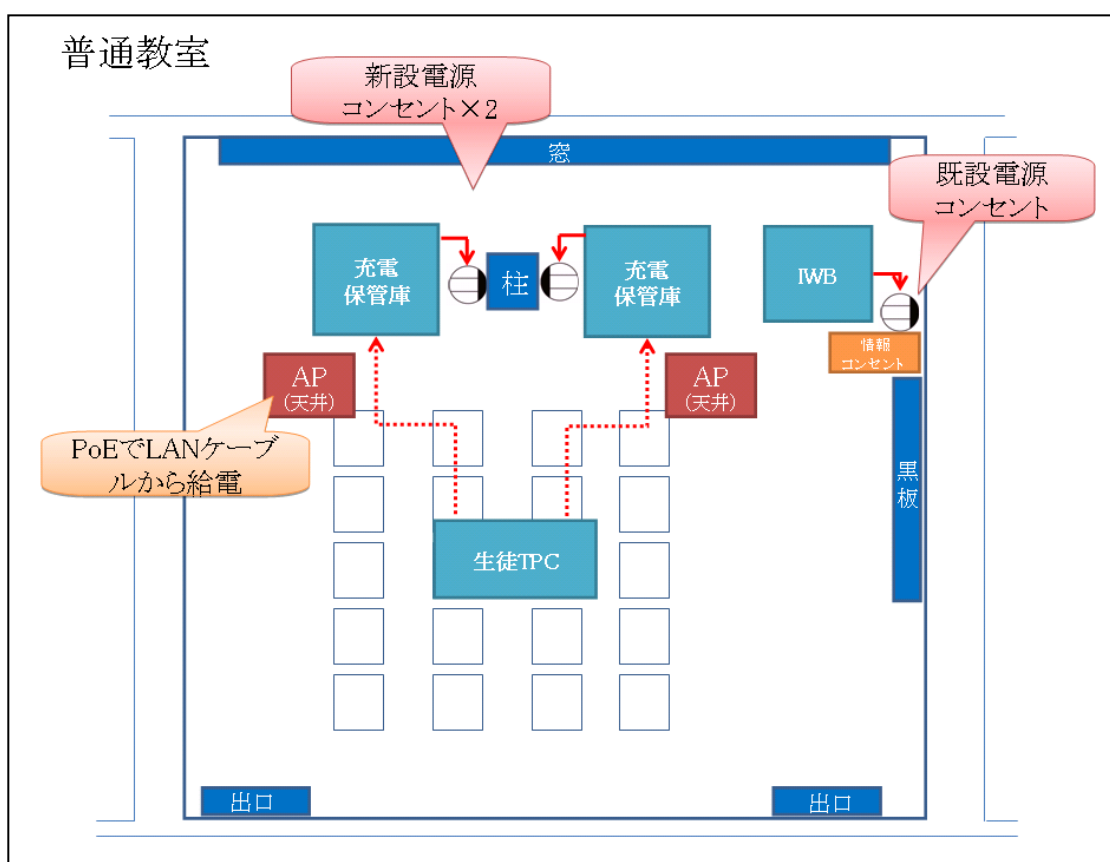 普通教室
新設電源
コンセント×2
窓
既設電源
コンセント
充電
保管庫
柱
充電
保管庫
IWB
情報
コンセント
AP
(天井)
AP
(天井)
PoEでLANケーブ
ルから給電
黒板
生徒TPC
出口
出口